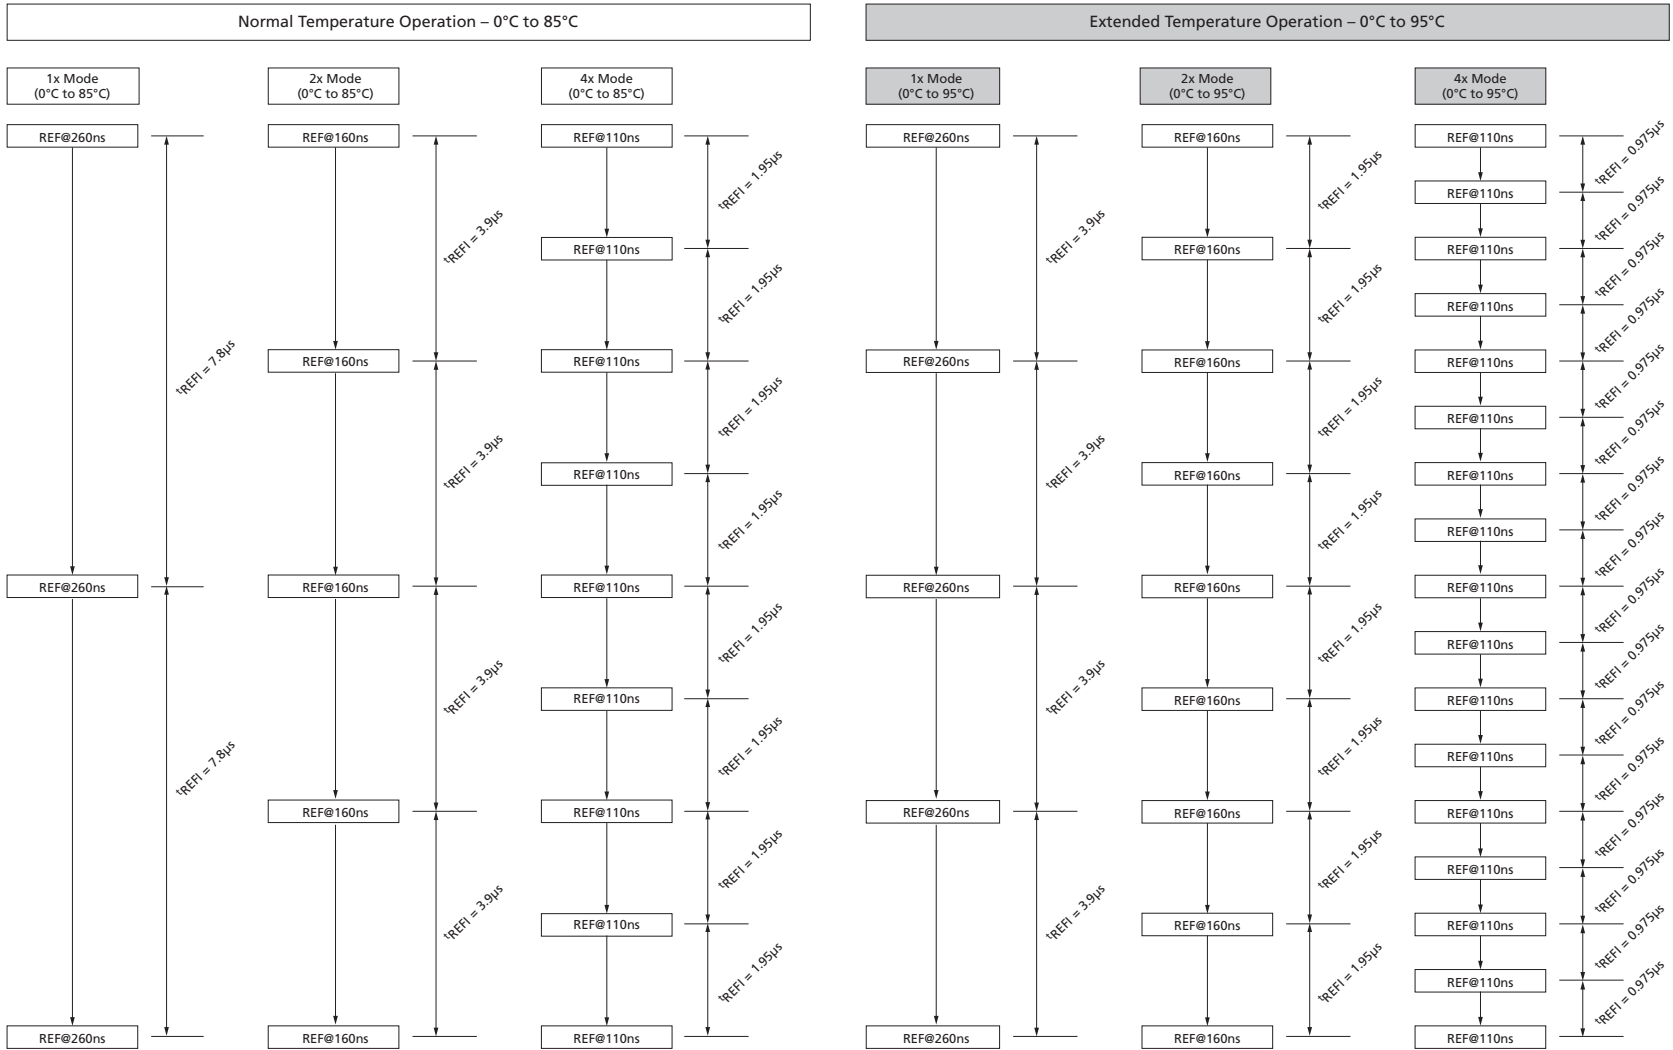 Normal Temperature Operation – 0°C to 85°C
1x Mode
(0°C to 85°C)
REF@260ns
tREFI = 7.8µs
REF@260ns
tREFI = 7.8µs
REF@260ns
2x Mode
(0°C to 85°C)
REF@160ns
tREFI = 3.9µs
REF@160ns
tREFI = 3.9µs
REF@160ns
tREFI = 3.9µs
REF@160ns
tREFI = 3.9µs
REF@160ns
4x Mode
(0°C to 85°C)
REF@110ns
tREFI = 1.95µs
REF@110ns
tREFI = 1.95µs
REF@110ns
tREFI = 1.95µs
REF@110ns
tREFI = 1.95µs
REF@110ns
tREFI = 1.95µs
REF@110ns
tREFI = 1.95µs
REF@110ns
tREFI = 1.95µs
REF@110ns
tREFI = 1.95µs
REF@110ns
Extended Temperature Operation – 0°C to 95°C
1x Mode
(0°C to 95°C)
REF@260ns
tREFI = 3.9µs
REF@260ns
tREFI = 3.9µs
REF@260ns
tREFI = 3.9µs
REF@260ns
tREFI = 3.9µs
REF@260ns
2x Mode
(0°C to 95°C)
REF@160ns
tREFI = 1.95µs
REF@160ns
tREFI = 1.95µs
REF@160ns
tREFI = 1.95µs
REF@160ns
tREFI = 1.95µs
REF@160ns
tREFI = 1.95µs
REF@160ns
tREFI = 1.95µs
REF@160ns
tREFI = 1.95µs
REF@160ns
tREFI = 1.95µs
REF@160ns
4x Mode
(0°C to 95°C)
REF@110ns
tREFI = 0.975µs
REF@110ns
tREFI = 0.975µs
REF@110ns
tREFI = 0.975µs
REF@110ns
tREFI = 0.975µs
REF@110ns
tREFI = 0.975µs
REF@110ns
tREFI = 0.975µs
REF@110ns
tREFI = 0.975µs
REF@110ns
tREFI = 0.975µs
REF@110ns
tREFI = 0.975µs
REF@110ns
tREFI = 0.975µs
REF@110ns
tREFI = 0.975µs
REF@110ns
tREFI = 0.975µs
REF@110ns
tREFI = 0.975µs
REF@110ns
tREFI = 0.975µs
REF@110ns
tREFI = 0.975µs
REF@110ns
tREFI = 0.975µs
REF@110ns